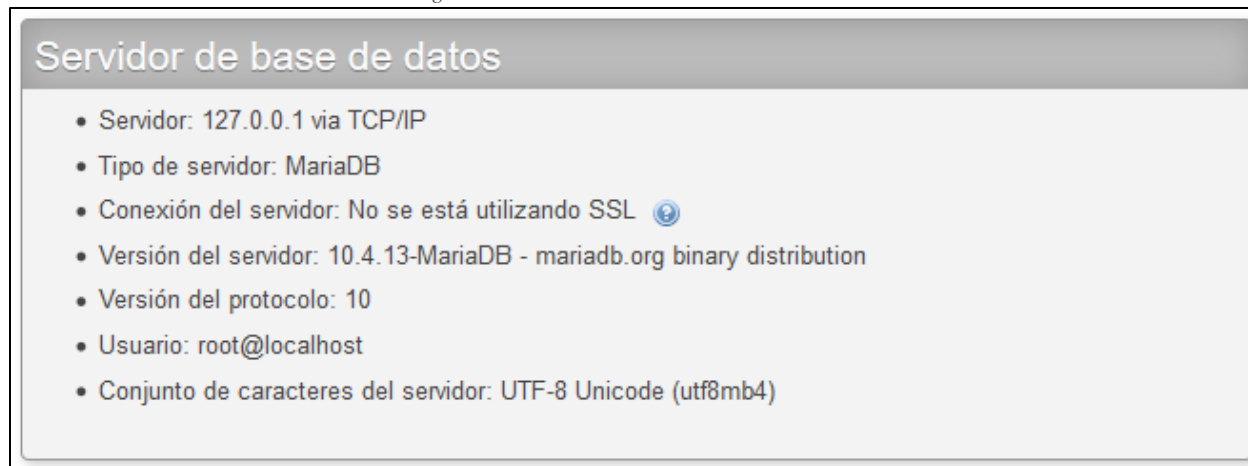 Servidor de base de datos
• Servidor: 127.0.0.1 via TCP/IP
• Tipo de servidor: MariaDB
• Conexión del servidor: No se está utilizando SSL
• Versión del servidor: 10.4.13-MariaDB - mariadb.org binary distribution
• Versión del protocolo: 10
• Usuario: root@localhost
• Conjunto de caracteres del servidor: UTF-8 Unicode (utf8mb4)